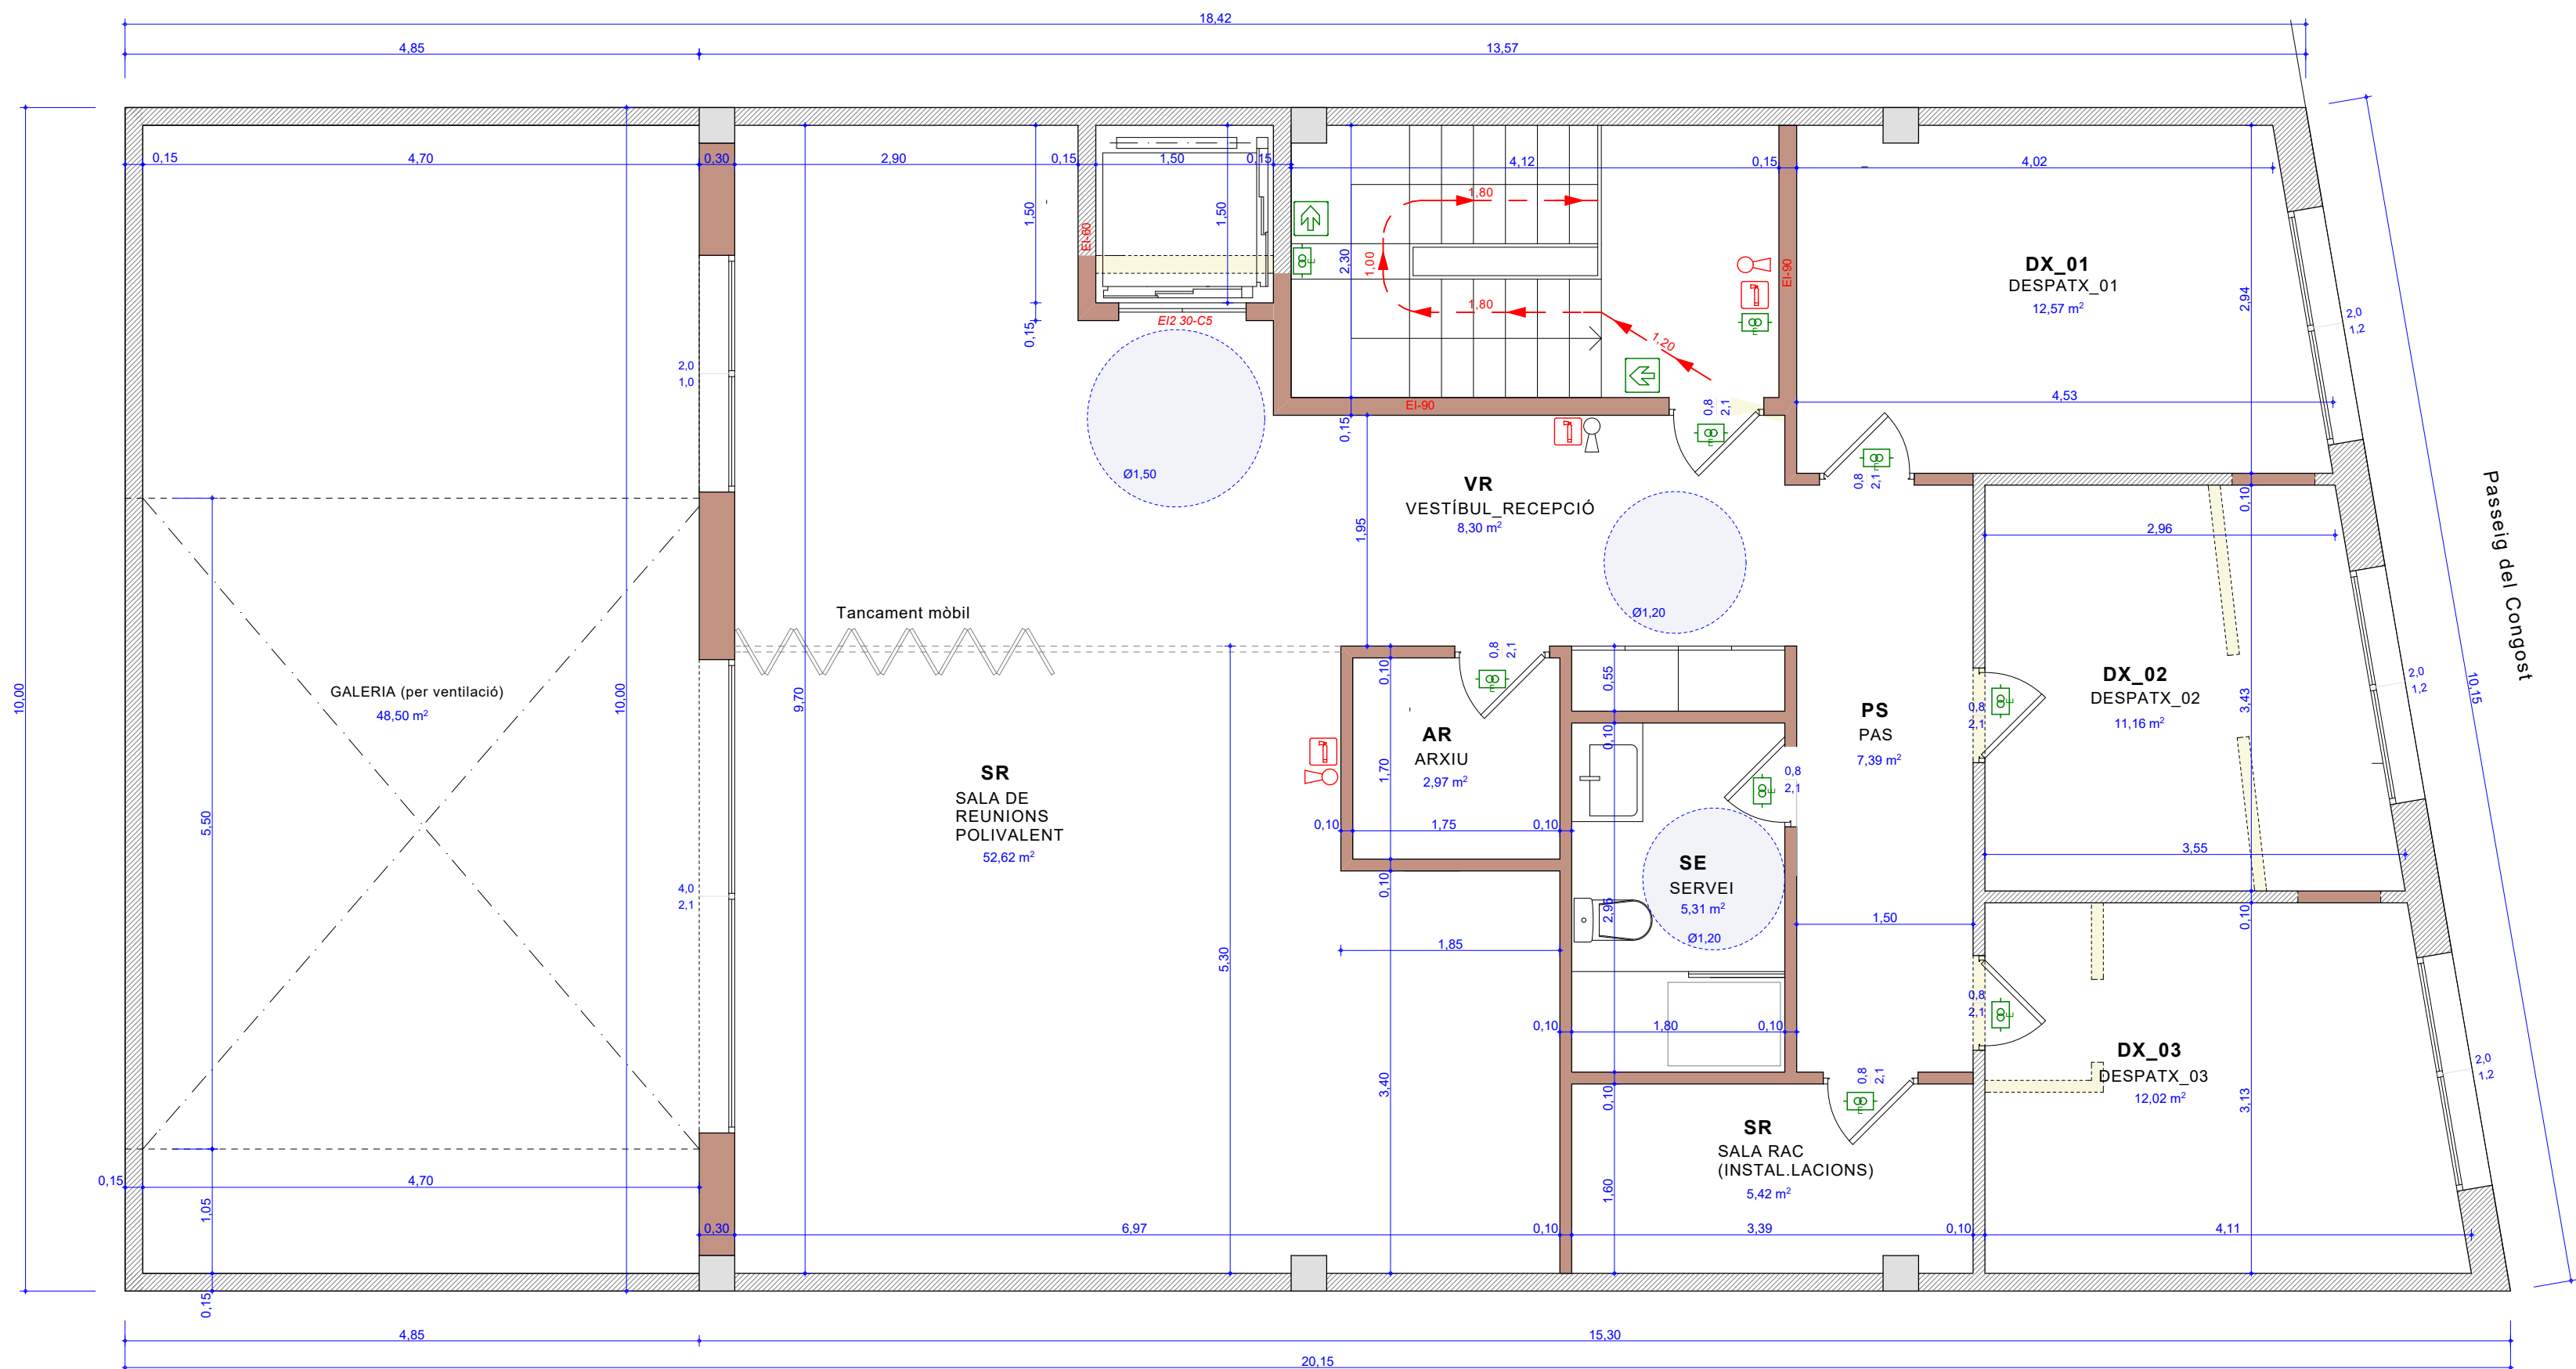 18,42
4,85
13,57
0,15
4,70
0,30
2,90
0,15
1,50
0,15
4,12
0,15
4,02
1,50
1,50
0,15
EI-60
EI2 30-C5
2,30
1,80
1,00
1,80
1,20
EI-90
EI-90
0,15
0,8
2,1
DX_01
DESPATX_01
12,57 m²
2,94
2,0
1,2
4,53
0,8
2,1
Ø1,50
VR
VESTÍBUL_RECEPCIÓ
8,30 m²
1,95
Ø1,20
2,0
1,0
10,00
10,00
9,70
Tancament mòbil
GALERIA (per ventilació)
48,50 m²
5,50
4,0
2,1
SR
SALA DE
REUNIONS
POLIVALENT
52,62 m²
0,8
2,1
0,10
AR
ARXIU
2,97 m²
1,70
0,10
1,75
0,10
0,10
1,85
5,30
3,40
0,55
0,10
0,8
2,1
SE
SERVEI
5,31 m²
2,95
Ø1,20
0,10
1,80
0,10
PS
PAS
7,39 m²
1,50
0,10
2,96
DX_02
DESPATX_02
11,16 m²
3,43
2,0
1,2
0,8
2,1
3,55
0,10
0,8
2,1
DX_03
DESPATX_03
12,02 m²
3,13
2,0
1,2
0,8
2,1
0,10
SR
SALA RAC
(INSTAL.LACIONS)
5,42 m²
1,60
Passeig del Congost
10,15
0,15
4,70
1,05
0,15
0,30
6,97
0,10
3,39
0,10
4,11
4,85
15,30
20,15